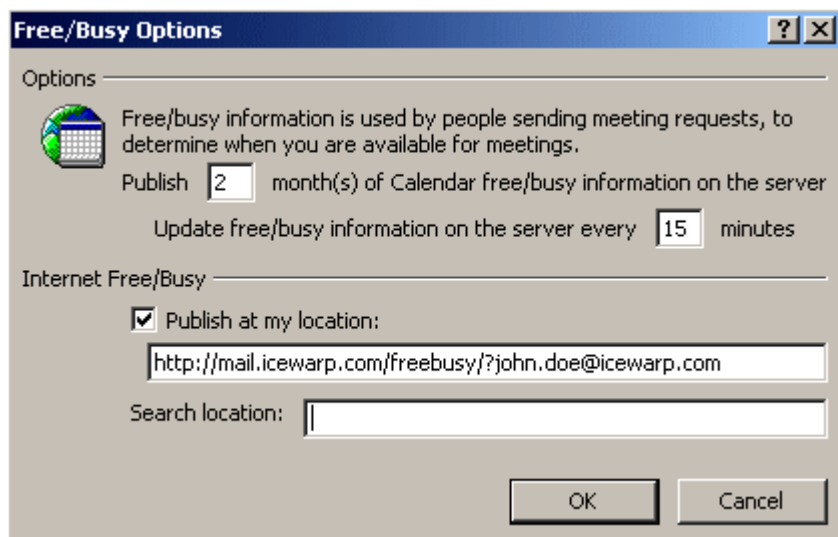 Free/Busy Options
Options
Free/busy information is used by people sending meeting requests, to
determine when you are available for meetings.
Publish 2 month(s) of Calendar free/busy information on the server
Update free/busy information on the server every 15 minutes
Internet Free/Busy
Publish at my location:
http://mail.icewarp.com/freebusy/?john.doe@icewarp.com
Search location:
OK Cancel